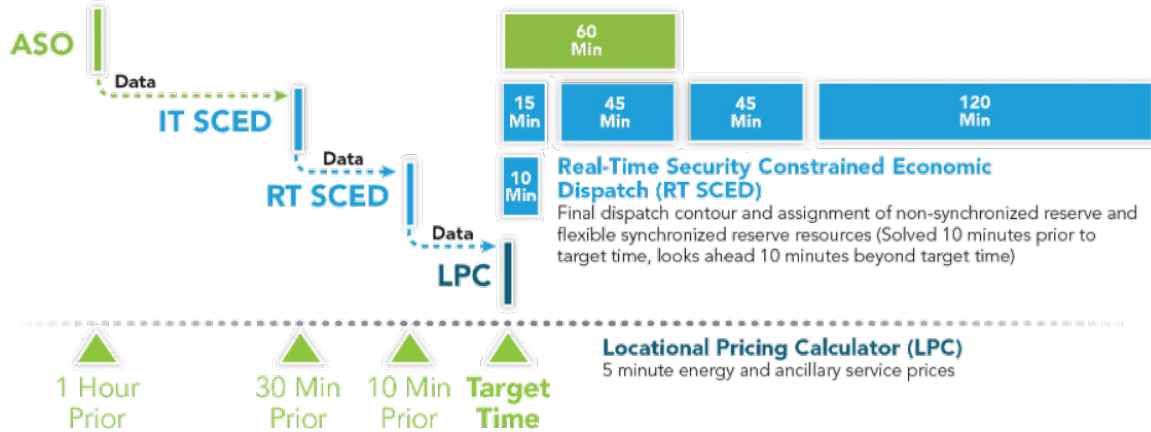 ASO
60
Min
Data
IT SCED
15
Min
45
Min
45
Min
120
Min
Data
RT SCED
10
Min
Real-Time Security Constrained Economic
Dispatch (RT SCED)
Final dispatch contour and assignment of non-synchronized reserve and
flexible synchronized reserve resources (Solved 10 minutes prior to
target time, looks ahead 10 minutes beyond target time)
Data
LPC
Locational Pricing Calculator (LPC)
5 minute energy and ancillary service prices
1 Hour
Prior
30 Min
Prior
10 Min
Prior
Target
Time